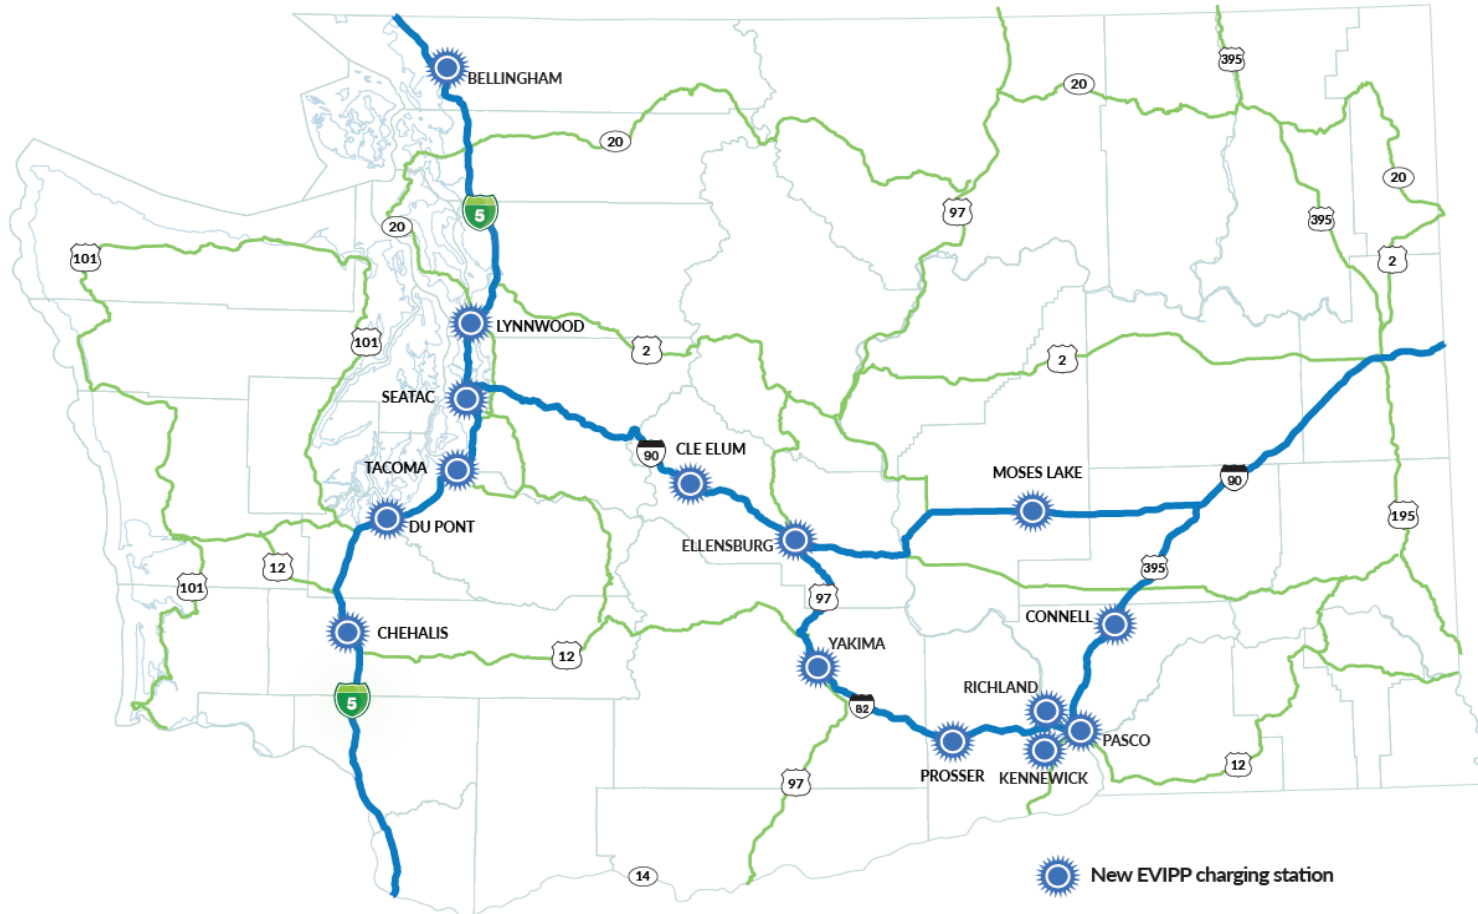 BELLINGHAM
395
20
20
20
5
97
395
20
101
2
LYNNWOOD
101
2
2
SEATAC
CLE ELUM
90
TACOMA
MOSES LAKE
90
DU PONT
195
ELLENSBURG
12
395
101
97
CONNELL
CHEHALIS
YAKIMA
12
RICHLAND
5
82
PASCO
PROSSER
KENNEWICK
12
97
14
New EVIPP charging station